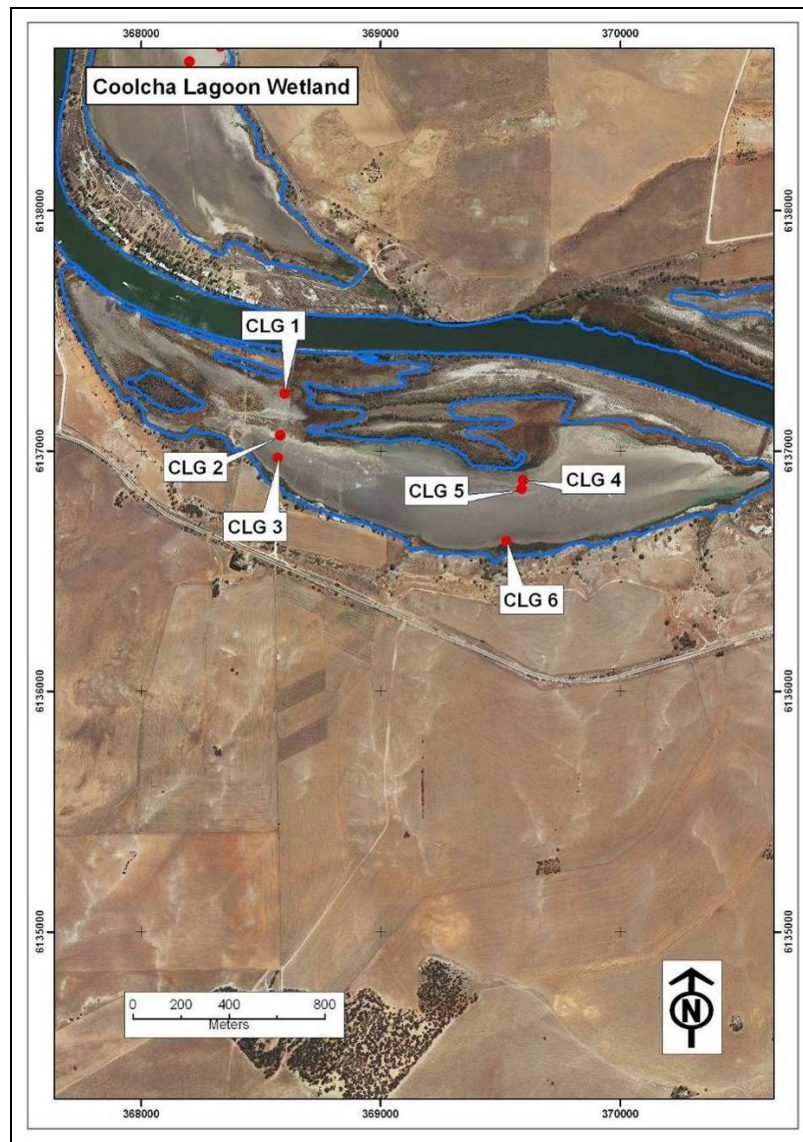 368000 369000 370000
Coolcha Lagoon Wetland
6138000 6138000
CLG 1
6137000 6137000
CLG 2
CLG 4
CLG 5
CLG 3
CLG 6
6136000 6136000
6135000 6135000
0 200 400 800
Meters
N
368000 369000 370000